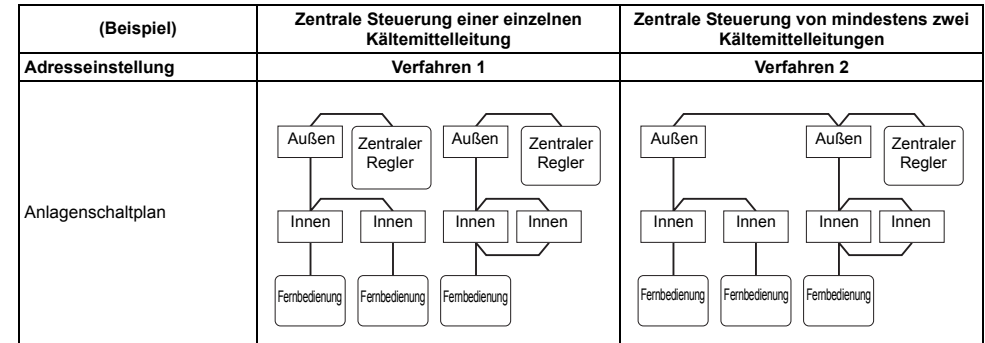 (Beispiel)
Zentrale Steuerung einer einzelnen
Kältemittelleitung
Zentrale Steuerung von mindestens zwei
Kältemittelleitungen
Adresseinstellung
Verfahren 1
Verfahren 2
Anlagenschaltplan
Außen
Zentraler
Regler
Außen
Zentraler
Regler
Innen
Innen
Innen
Innen
Fernbedienung
Fernbedienung
Fernbedienung
Außen
Außen
Zentraler
Regler
Innen
Innen
Innen
Innen
Fernbedienung
Fernbedienung
Fernbedienung